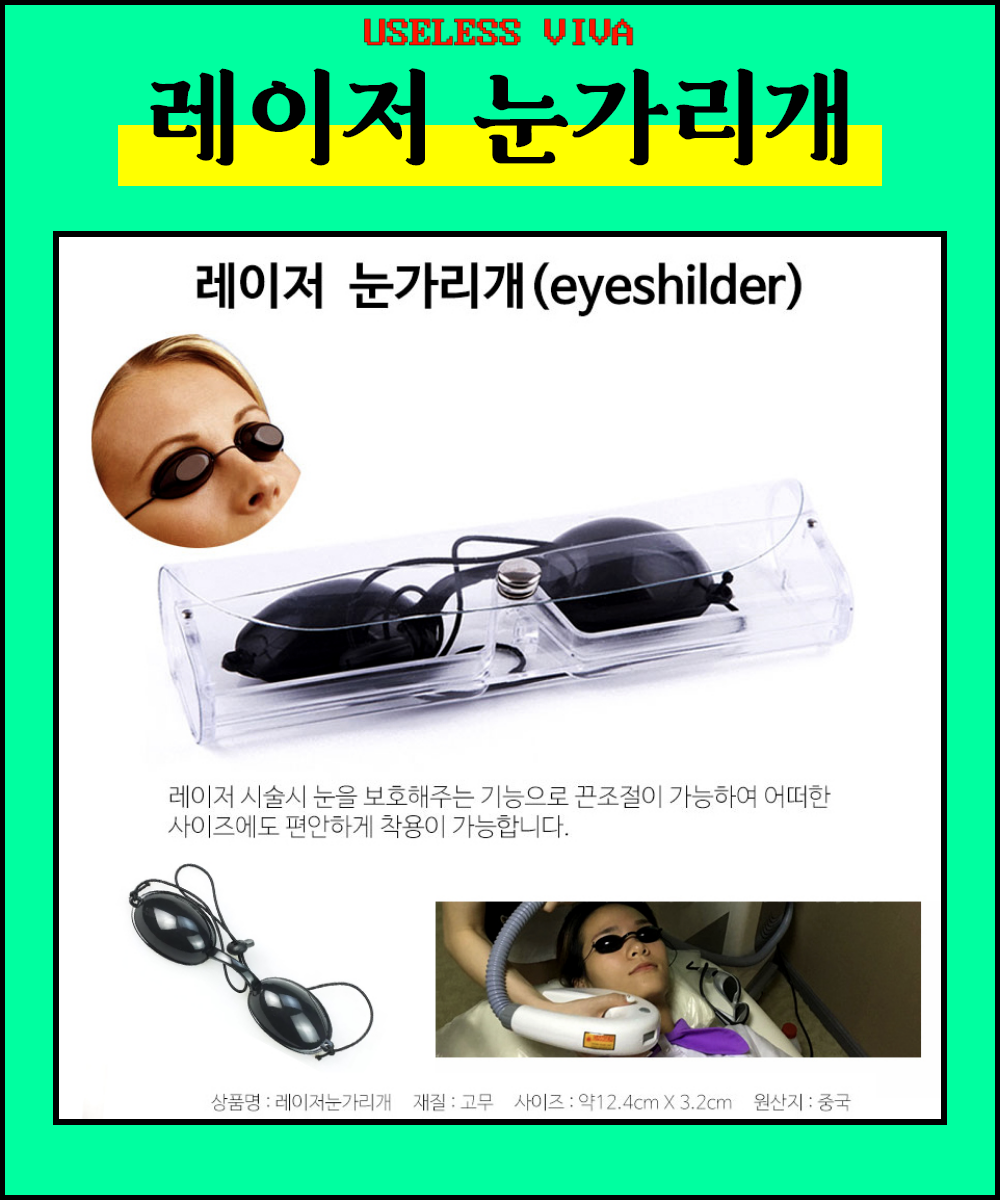 USELESS VIVA
레이저 눈가리개
레이저 눈가리개(eyeshilder)
레이저 시술시 눈을 보호해주는 기능으로 끈조절이 가능하여 어떠한
사이즈에도 편안하게 착용이 가능합니다.
상품명 : 레이저눈가리개 재질 : 고무 사이즈 : 약12.4cm X 3.2cm 원산지 : 중국